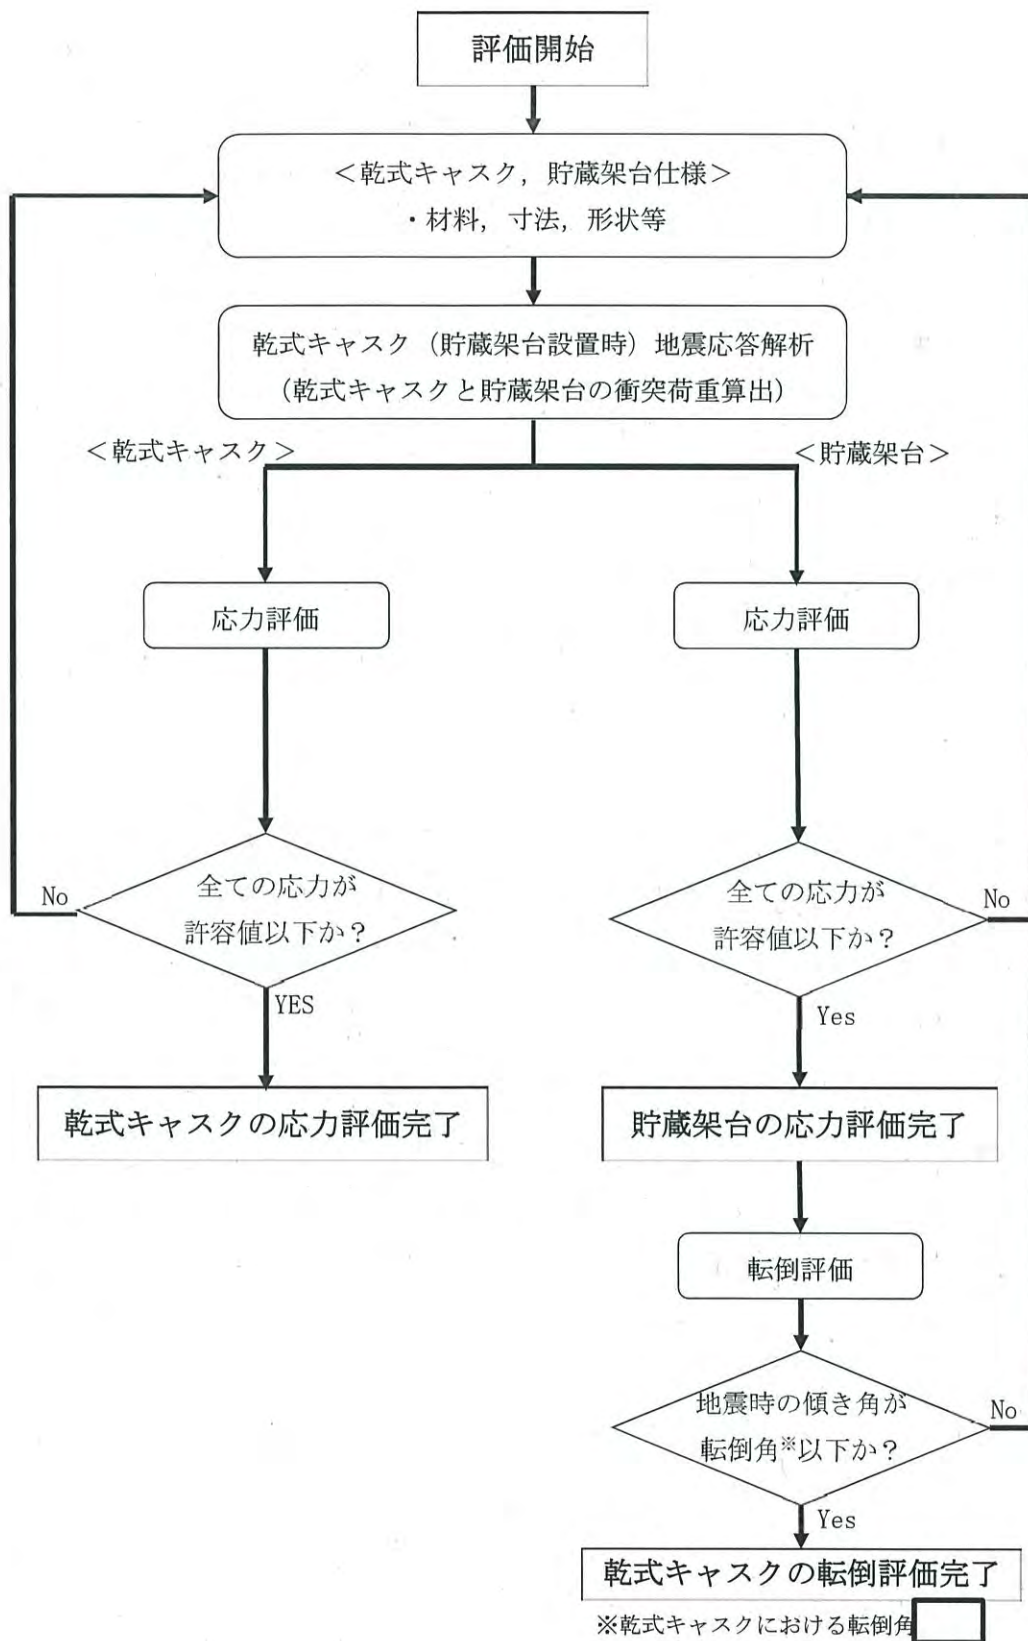 評価開始
＜乾式キャスク，貯蔵架台仕様＞
・材料，寸法，形状等
乾式キャスク（貯蔵架台設置時）地震応答解析
（乾式キャスクと貯蔵架台の衝突荷重算出）
＜乾式キャスク＞
＜貯蔵架台＞
応力評価
応力評価
全ての応力が
許容値以下か？
No
YES
全ての応力が
許容値以下か？
No
Yes
乾式キャスクの応力評価完了
貯蔵架台の応力評価完了
転倒評価
地震時の傾き角が
転倒角※以下か？
No
Yes
乾式キャスクの転倒評価完了
※乾式キャスクにおける転倒角